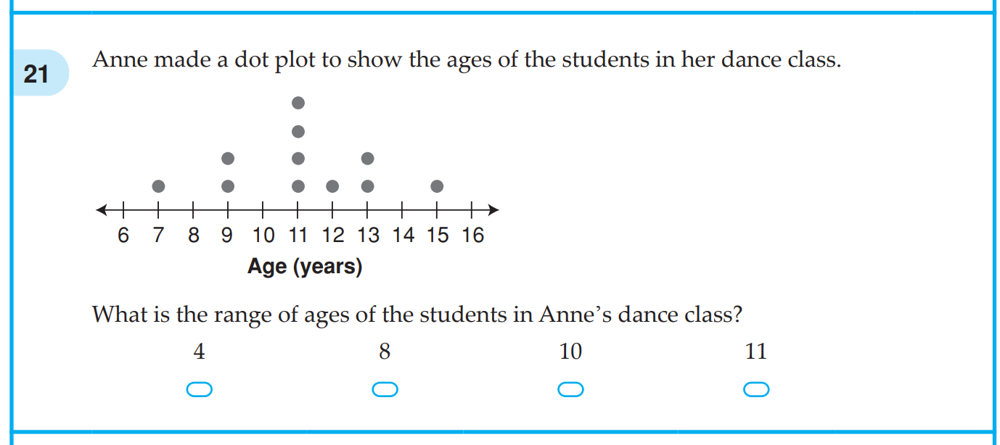 21
Anne made a dot plot to show the ages of the students in her dance class.
6 7 8 9 10 11 12 13 14 15 16
Age (years)
What is the range of ages of the students in Anne’s dance class?
4 8 10 11